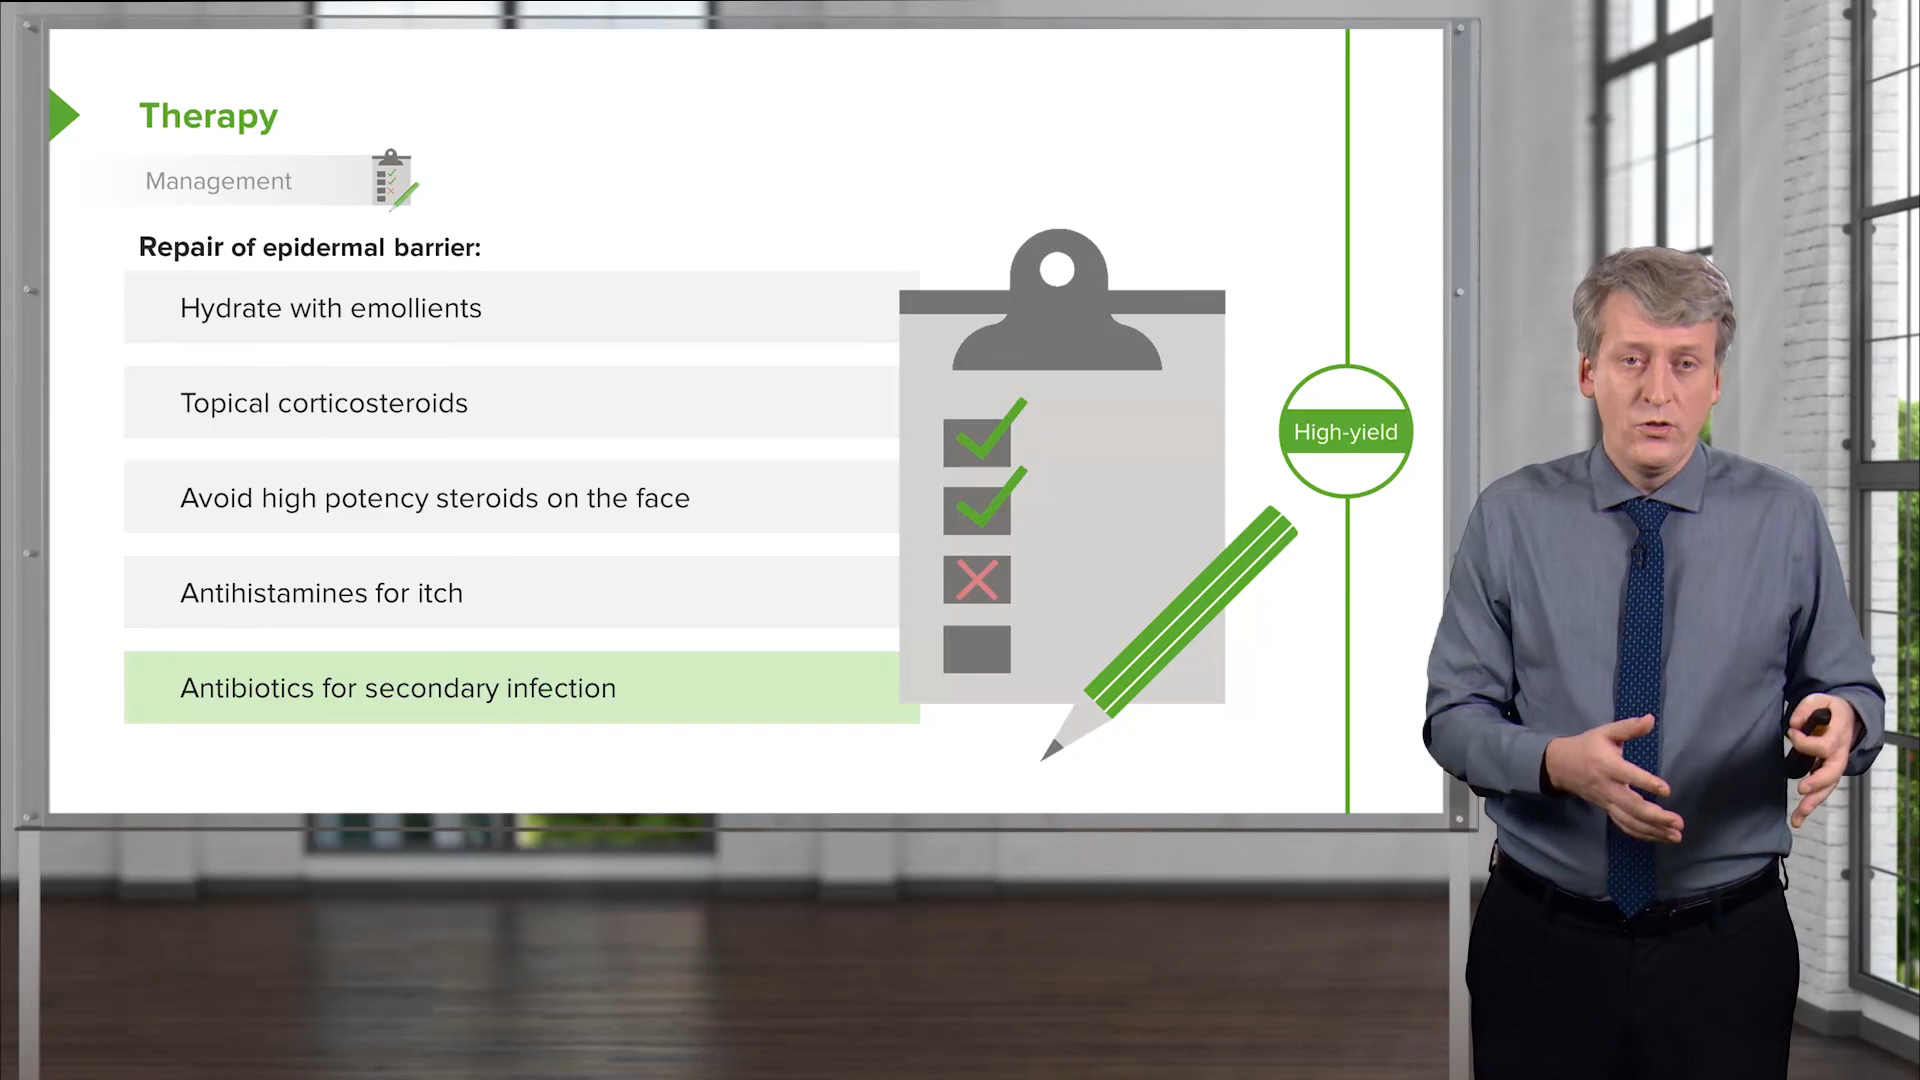 Therapy
Management
Repair of epidermal barrier:
Hydrate with emollients
Topical corticosteroids
Avoid high potency steroids on the face
Antihistamines for itch
Antibiotics for secondary infection
High-yield